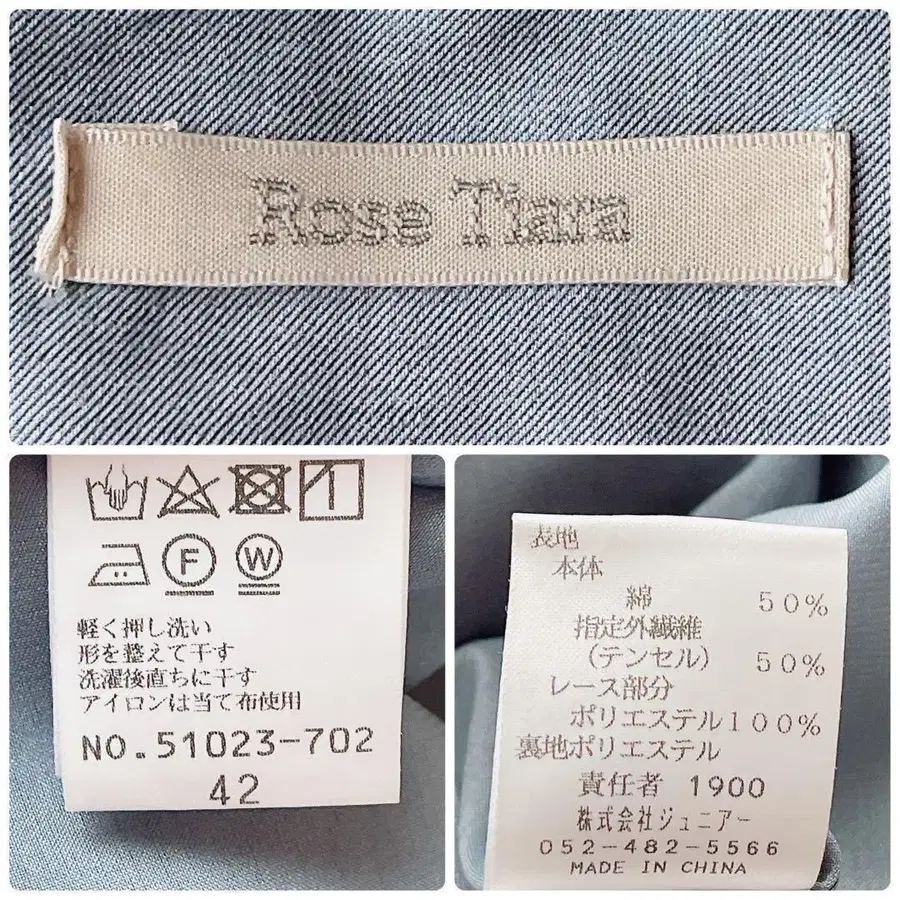 Rose Tiara
F W
軽く押し洗い
形を整えて干す
洗濯後直ちに干す
アイロンは当て布使用
NO.51023-702
42
表地
本体
綿 50%
指定外繊維
(テンセル) 50%
レース部分
ポリエステル100%
裏地ポリエステル
責任者 1900
株式会社ジュニアー
052-482-5566
MADE IN CHINA